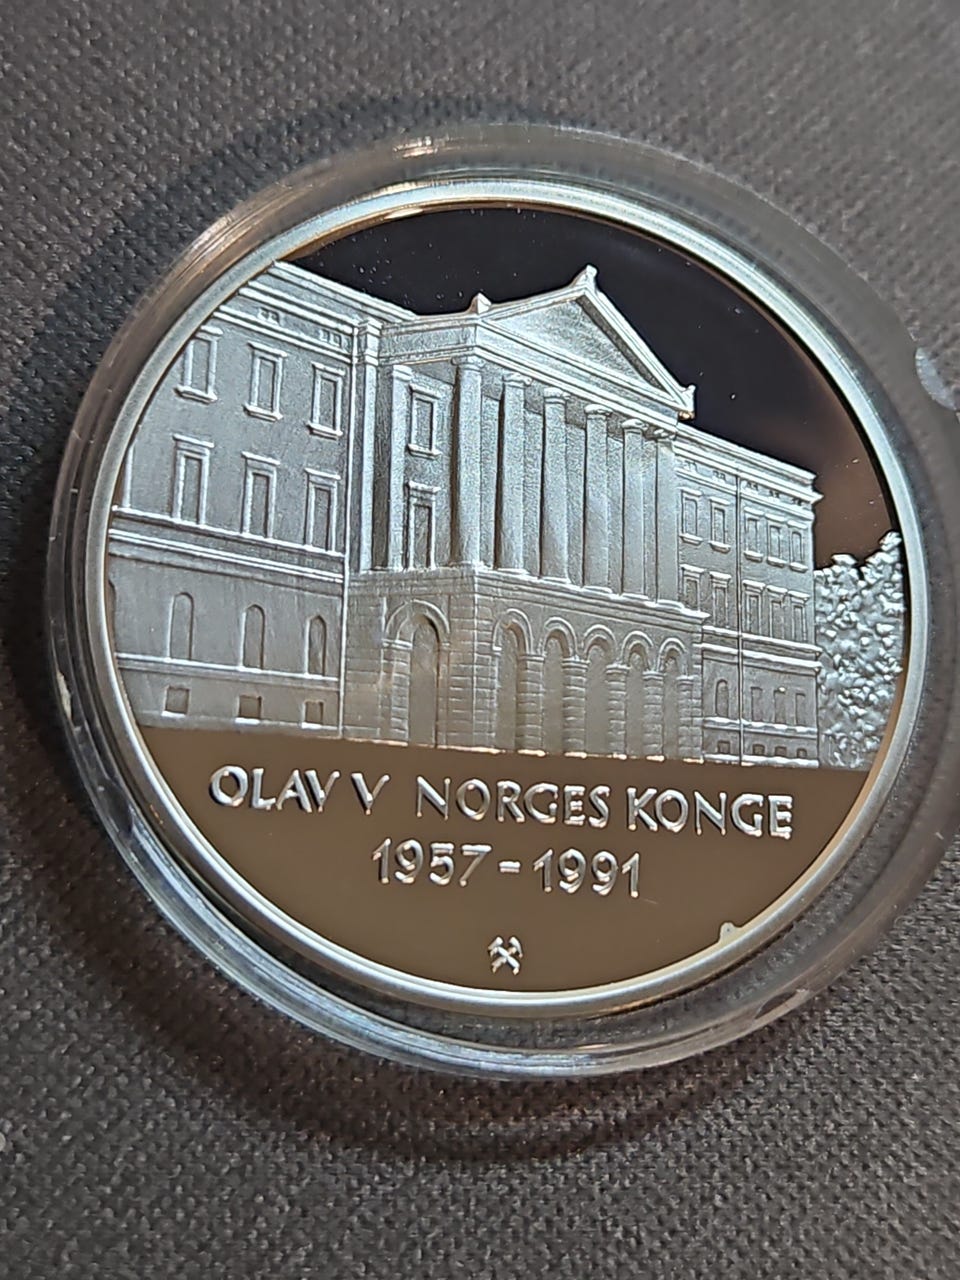 OLAV V NORGES KONGE
1957-1991